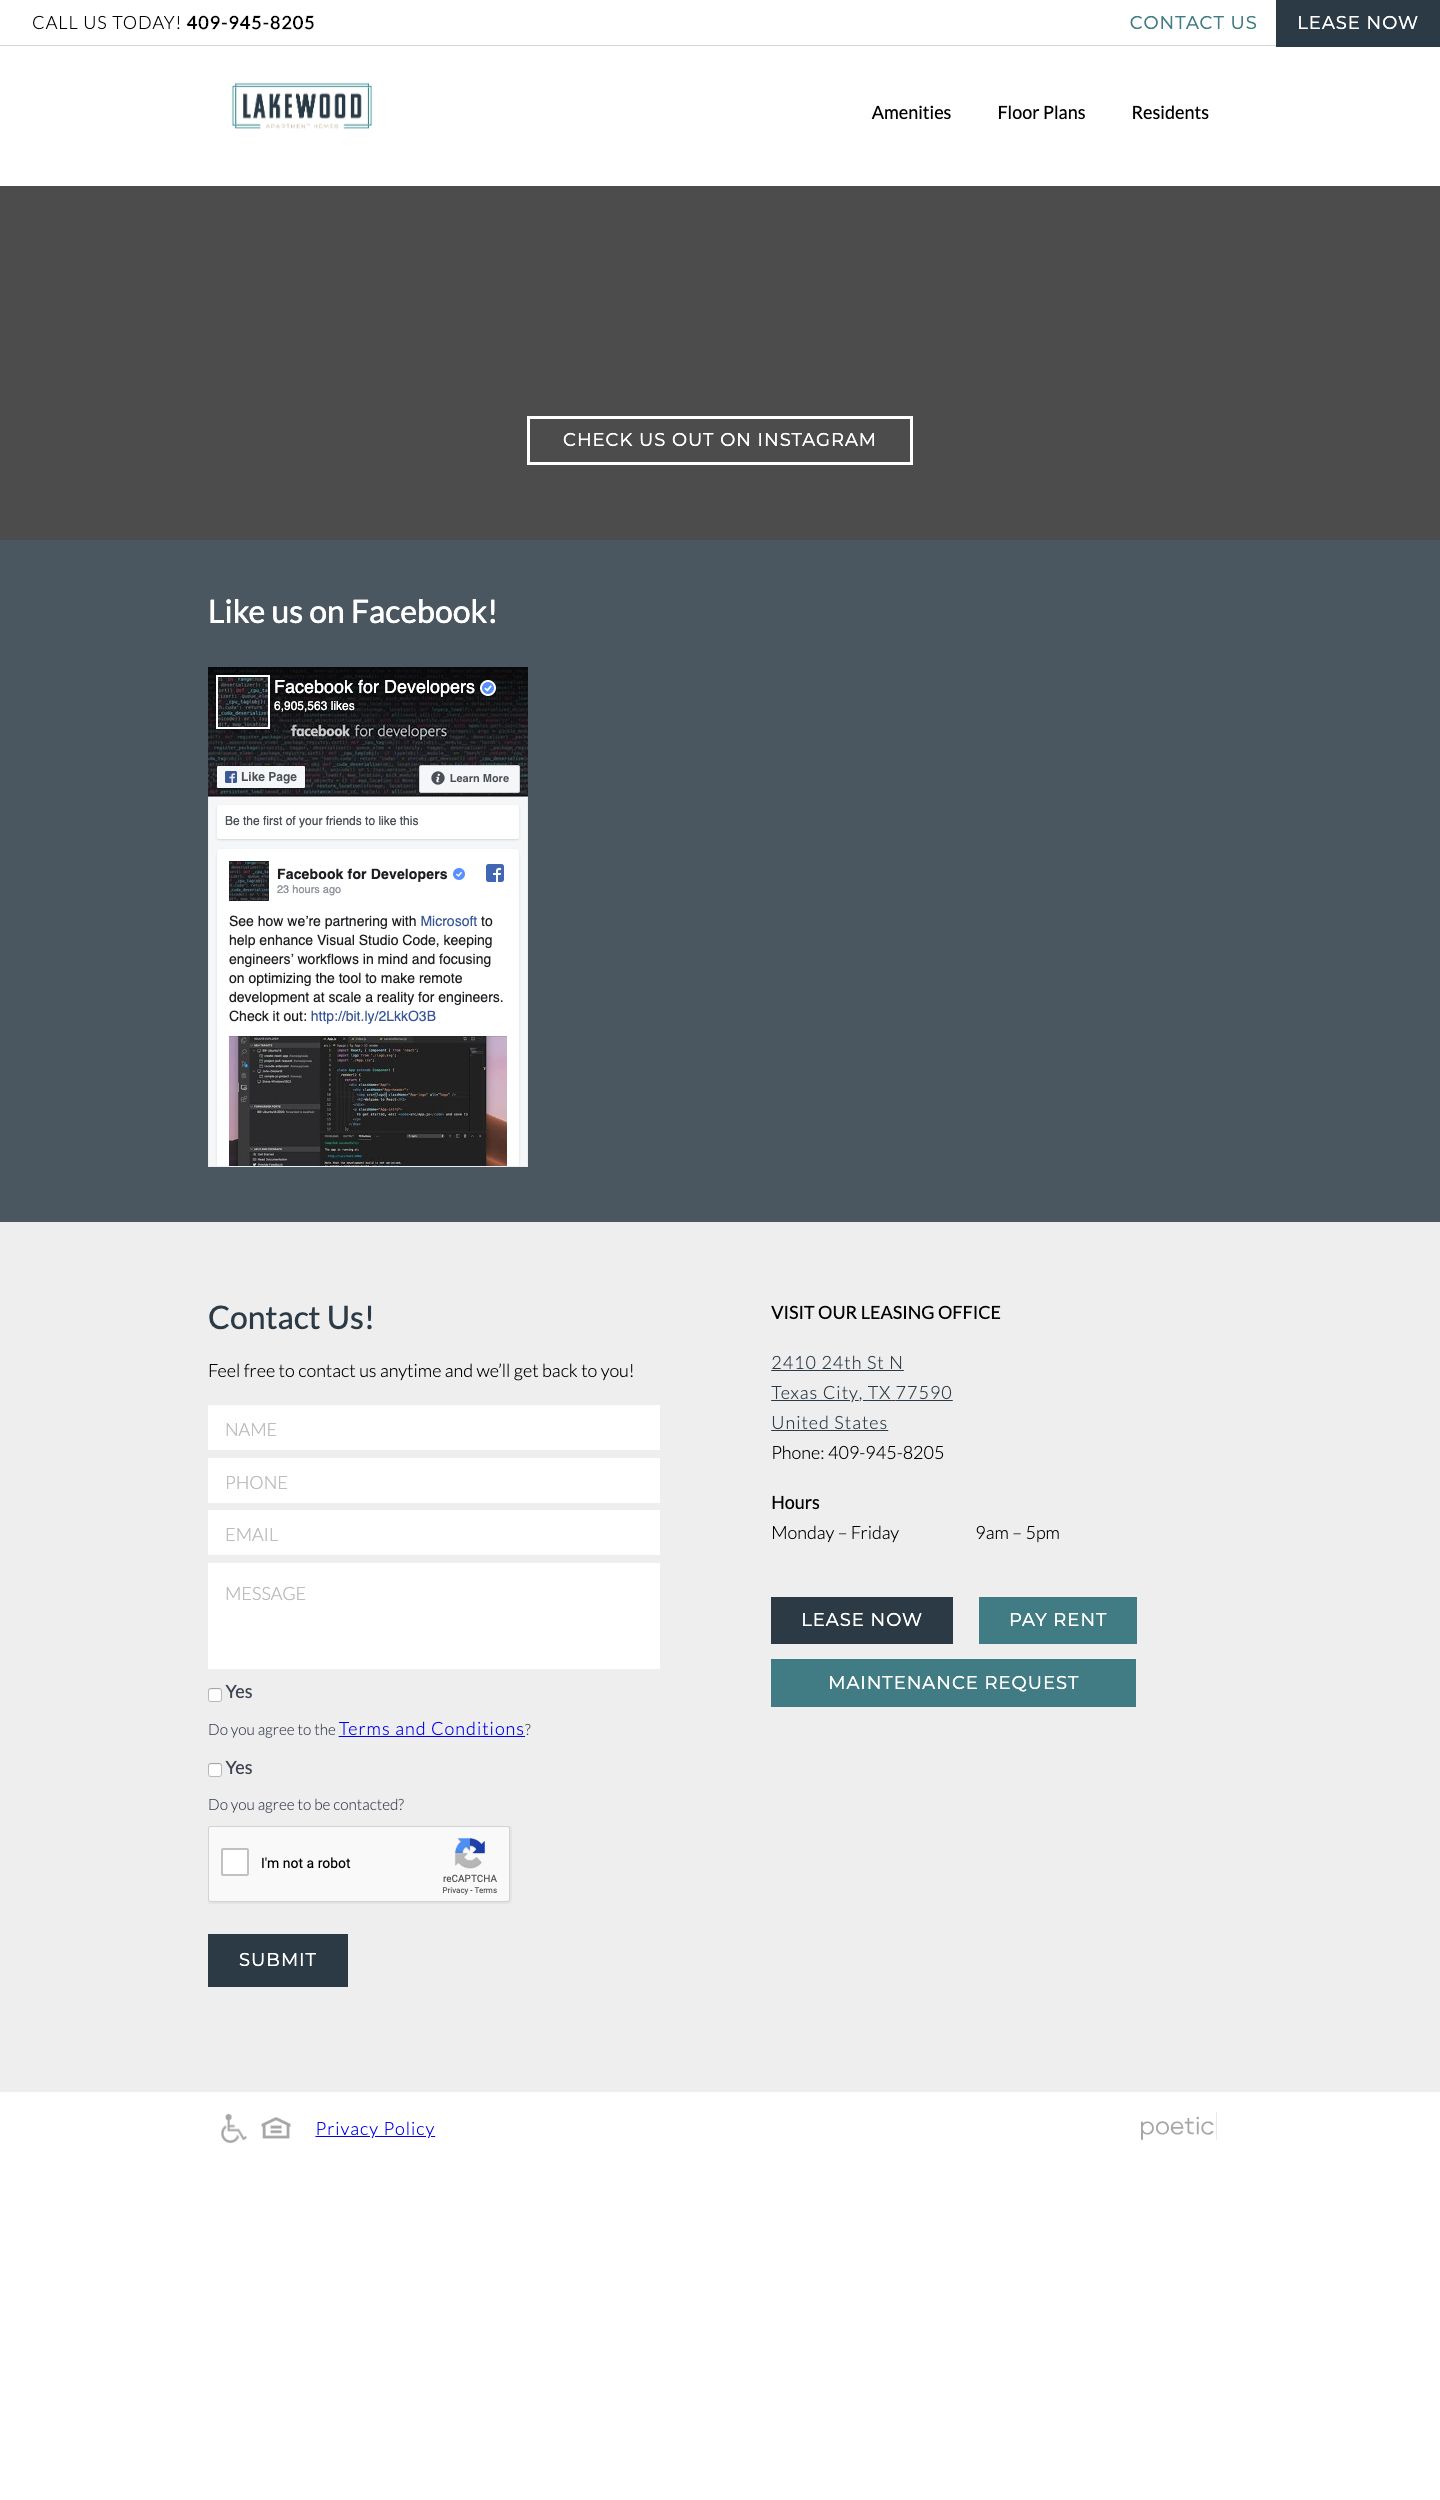 CALL US TODAY! 409-945-8205
CONTACT US
LEASE NOW
LAKEWOOD
APARTMENT HOMES
Amenities
Floor Plans
Residents
CHECK US OUT ON INSTAGRAM
Like us on Facebook!
Facebook for Developers
6,905,563 likes
facebook for developers
Like Page
Learn More
Be the first of your friends to like this
Facebook for Developers
23 hours ago
See how we’re partnering with Microsoft to
help enhance Visual Studio Code, keeping
engineers’ workflows in mind and focusing
on optimizing the tool to make remote
development at scale a reality for engineers.
Check it out: http://bit.ly/2LkkO3B
Contact Us!
Feel free to contact us anytime and we’ll get back to you!
NAME
PHONE
EMAIL
MESSAGE
Yes
Do you agree to the Terms and Conditions?
Yes
Do you agree to be contacted?
I'm not a robot
reCAPTCHA
Privacy - Terms
SUBMIT
VISIT OUR LEASING OFFICE
2410 24th St N
Texas City, TX 77590
United States
Phone: 409-945-8205
Hours
Monday – Friday 9am – 5pm
LEASE NOW
PAY RENT
MAINTENANCE REQUEST
Privacy Policy
poetic